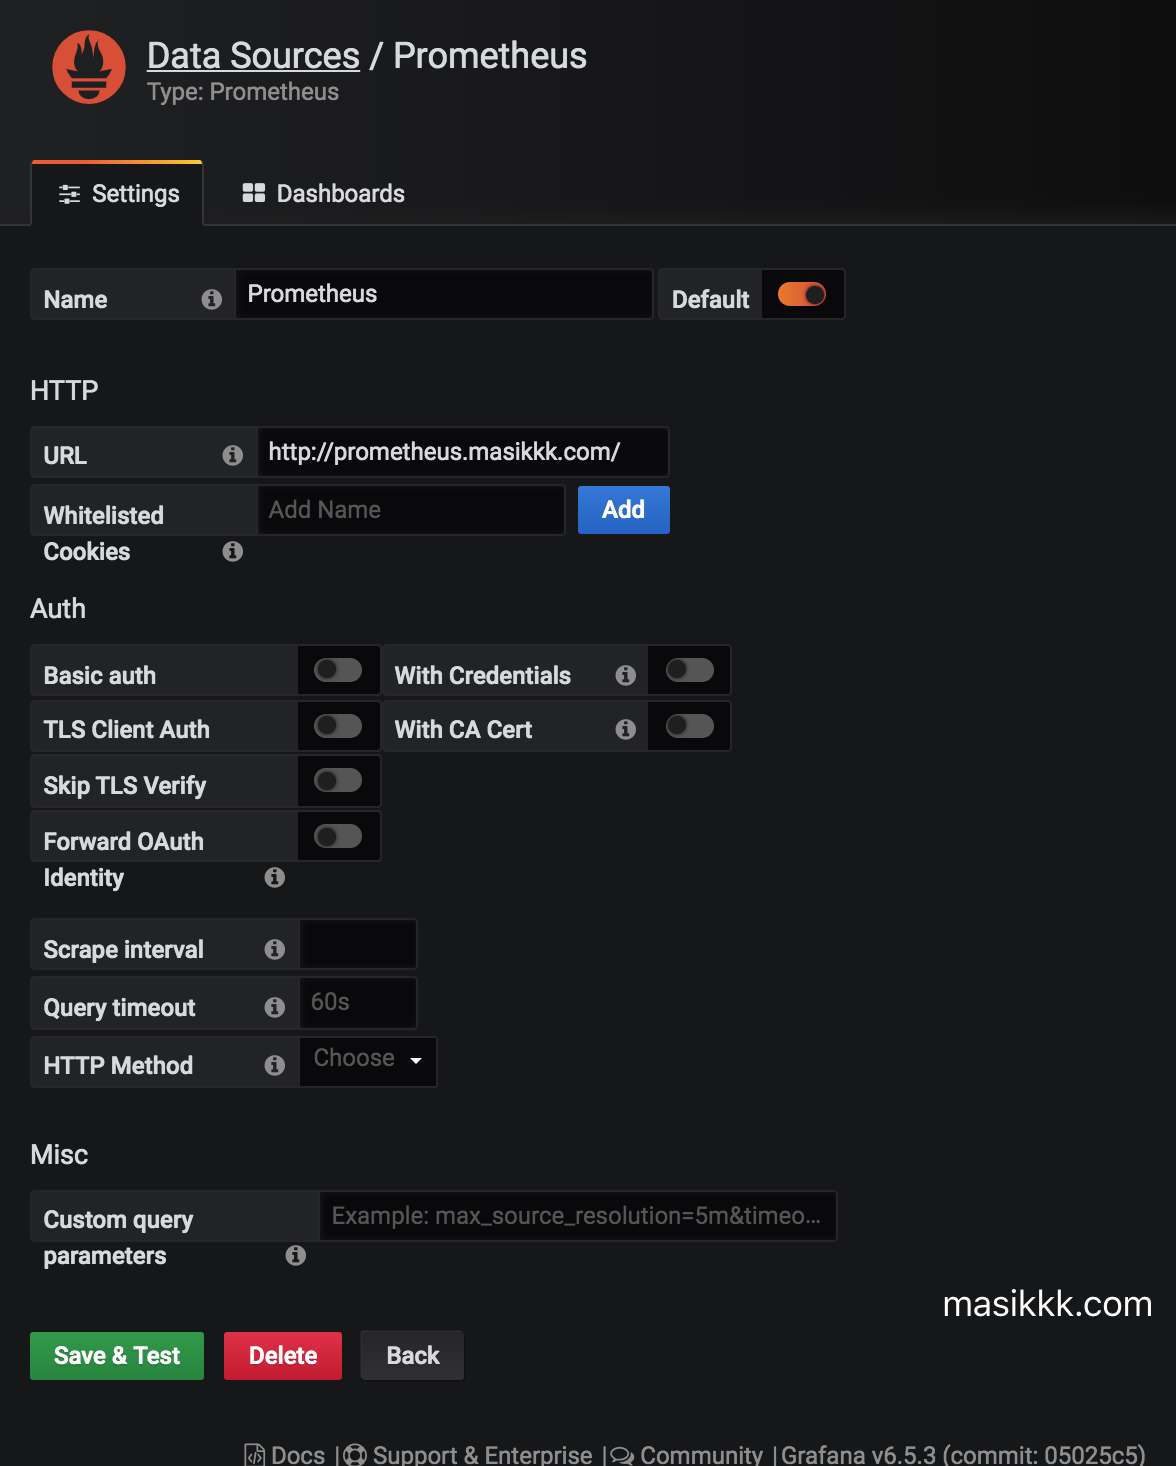 Data Sources / Prometheus
Type: Prometheus
Settings
Dashboards
Name
Prometheus
Default
HTTP
URL
http://prometheus.masikkk.com/
Whitelisted
Cookies
Add Name
Add
Auth
Basic auth
With Credentials
TLS Client Auth
With CA Cert
Skip TLS Verify
Forward OAuth
Identity
Scrape interval
Query timeout
60s
HTTP Method
Choose
Misc
Custom query
parameters
Example: max_source_resolution=5m&timeo...
masikkk.com
Save & Test
Delete
Back
Docs | Support & Enterprise | Community | Grafana v6.5.3 (commit: 05025c5)